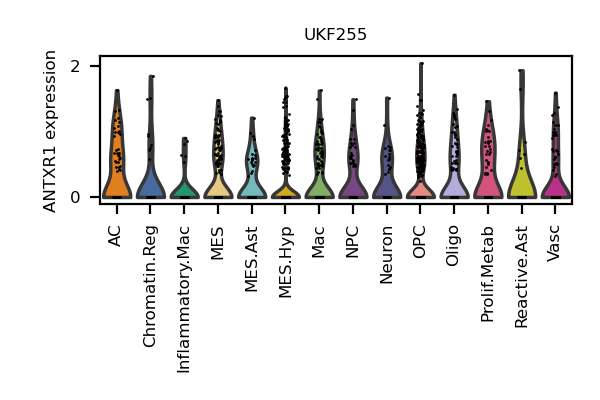 UKF255
ANTXR1 expression
2
0
AC
Chromatin.Reg
Inflammatory.Mac
MES
MES.Ast
MES.Hyp
Mac
NPC
Neuron
OPC
Oligo
Prolif.Metab
Reactive.Ast
Vasc